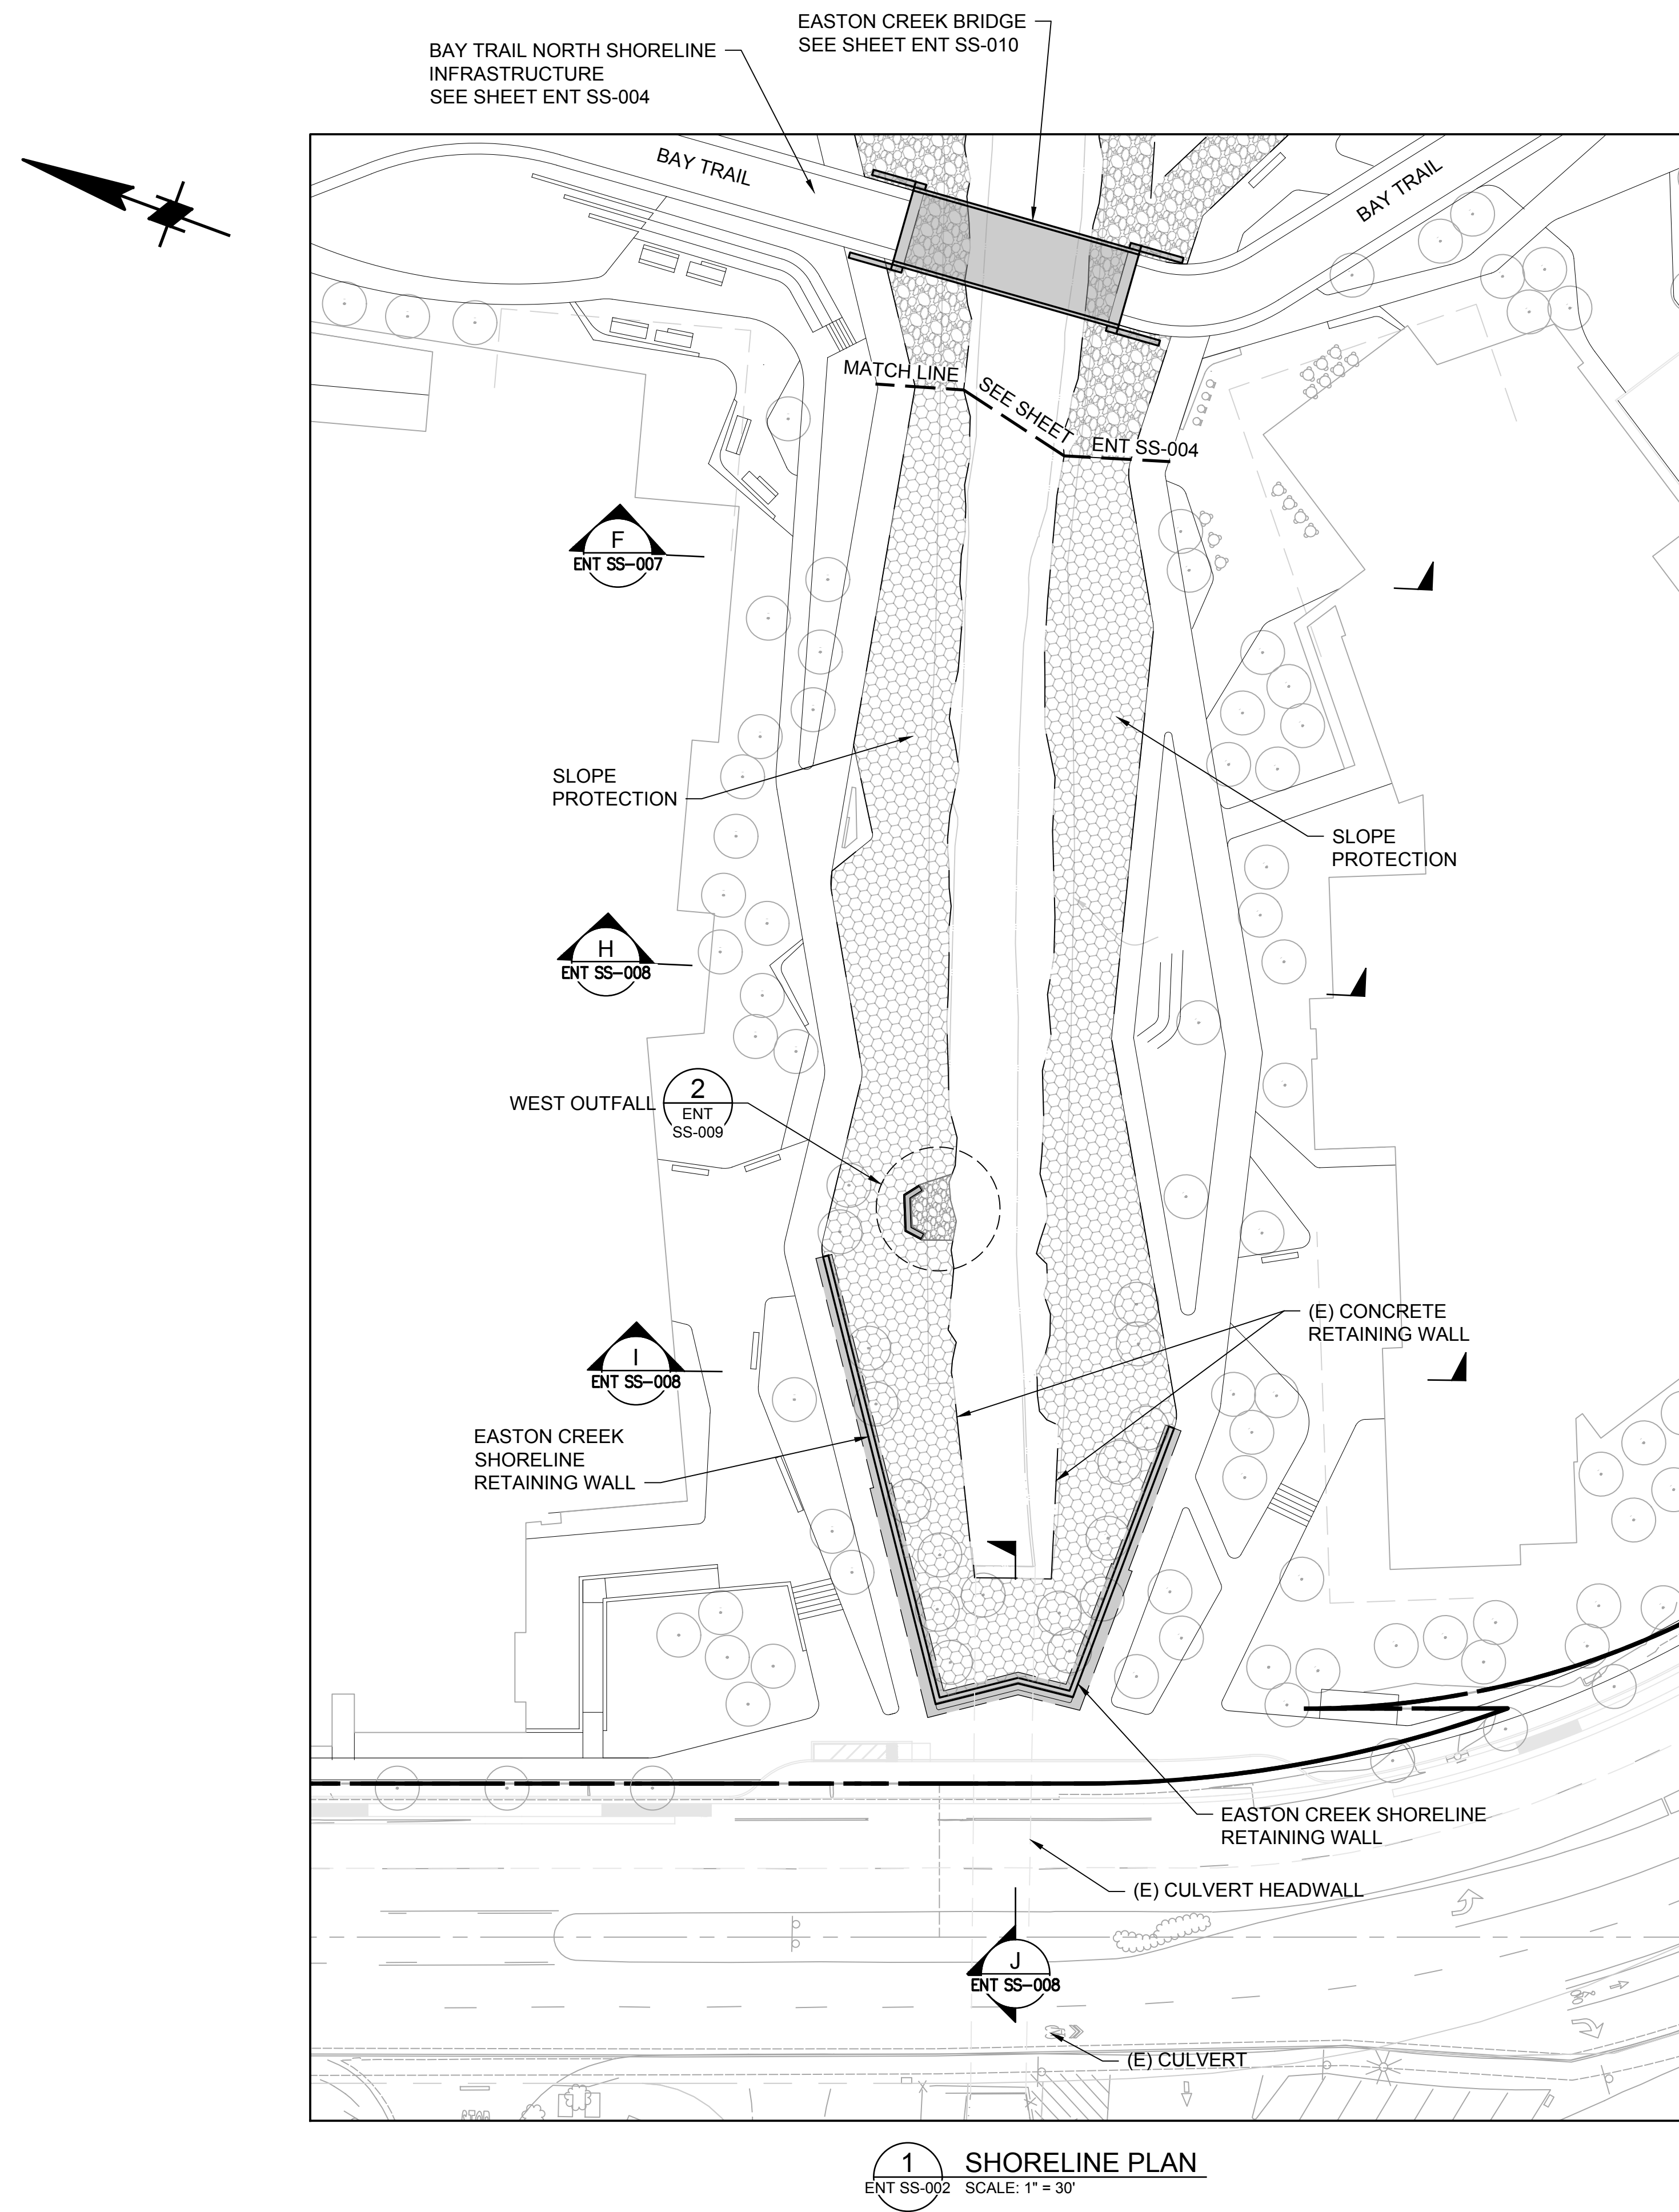 EASTON CREEK BRIDGE
SEE SHEET ENT SS-010
BAY TRAIL NORTH SHORELINE
INFRASTRUCTURE
SEE SHEET ENT SS-004
BAY TRAIL
BAY TRAIL
MATCH LINE
SEE SHEET
ENT SS-004
F
ENT SS-007
SLOPE
PROTECTION
SLOPE
PROTECTION
H
ENT SS-008
WEST OUTFALL
2
ENT
SS-009
(E) CONCRETE
RETAINING WALL
I
ENT SS-008
EASTON CREEK
SHORELINE
RETAINING WALL
EASTON CREEK SHORELINE
RETAINING WALL
(E) CULVERT HEADWALL
J
ENT SS-008
(E) CULVERT
1
ENT SS-002
SHORELINE PLAN
SCALE: 1" = 30'